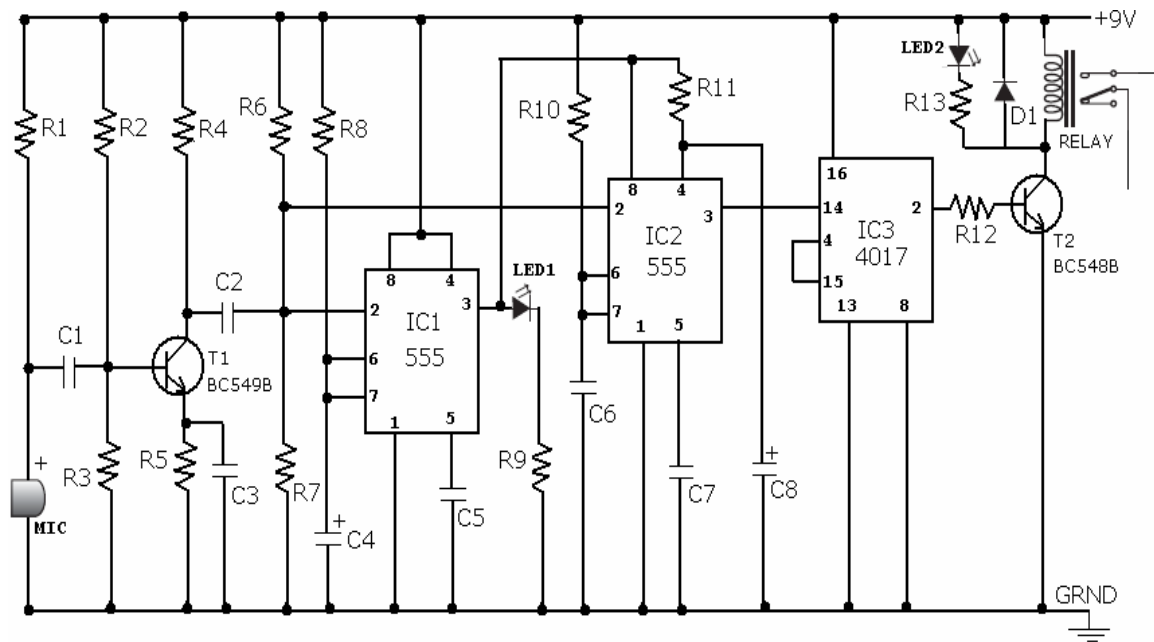 +9V
LED2
R1
R2
R4
R6
R8
R10
R11
R13
D1
RELAY
8
4
16
2
3
14
2
IC2
555
IC3
4017
4
15
R12
T2
BC548B
8
4
LED1
C2
2
3
6
7
IC1
555
1
5
13
8
C1
T1
BC549B
6
7
1
5
C6
+
R3
R5
C3
R7
R9
+
C8
C7
MIC
C5
+
C4
GRND